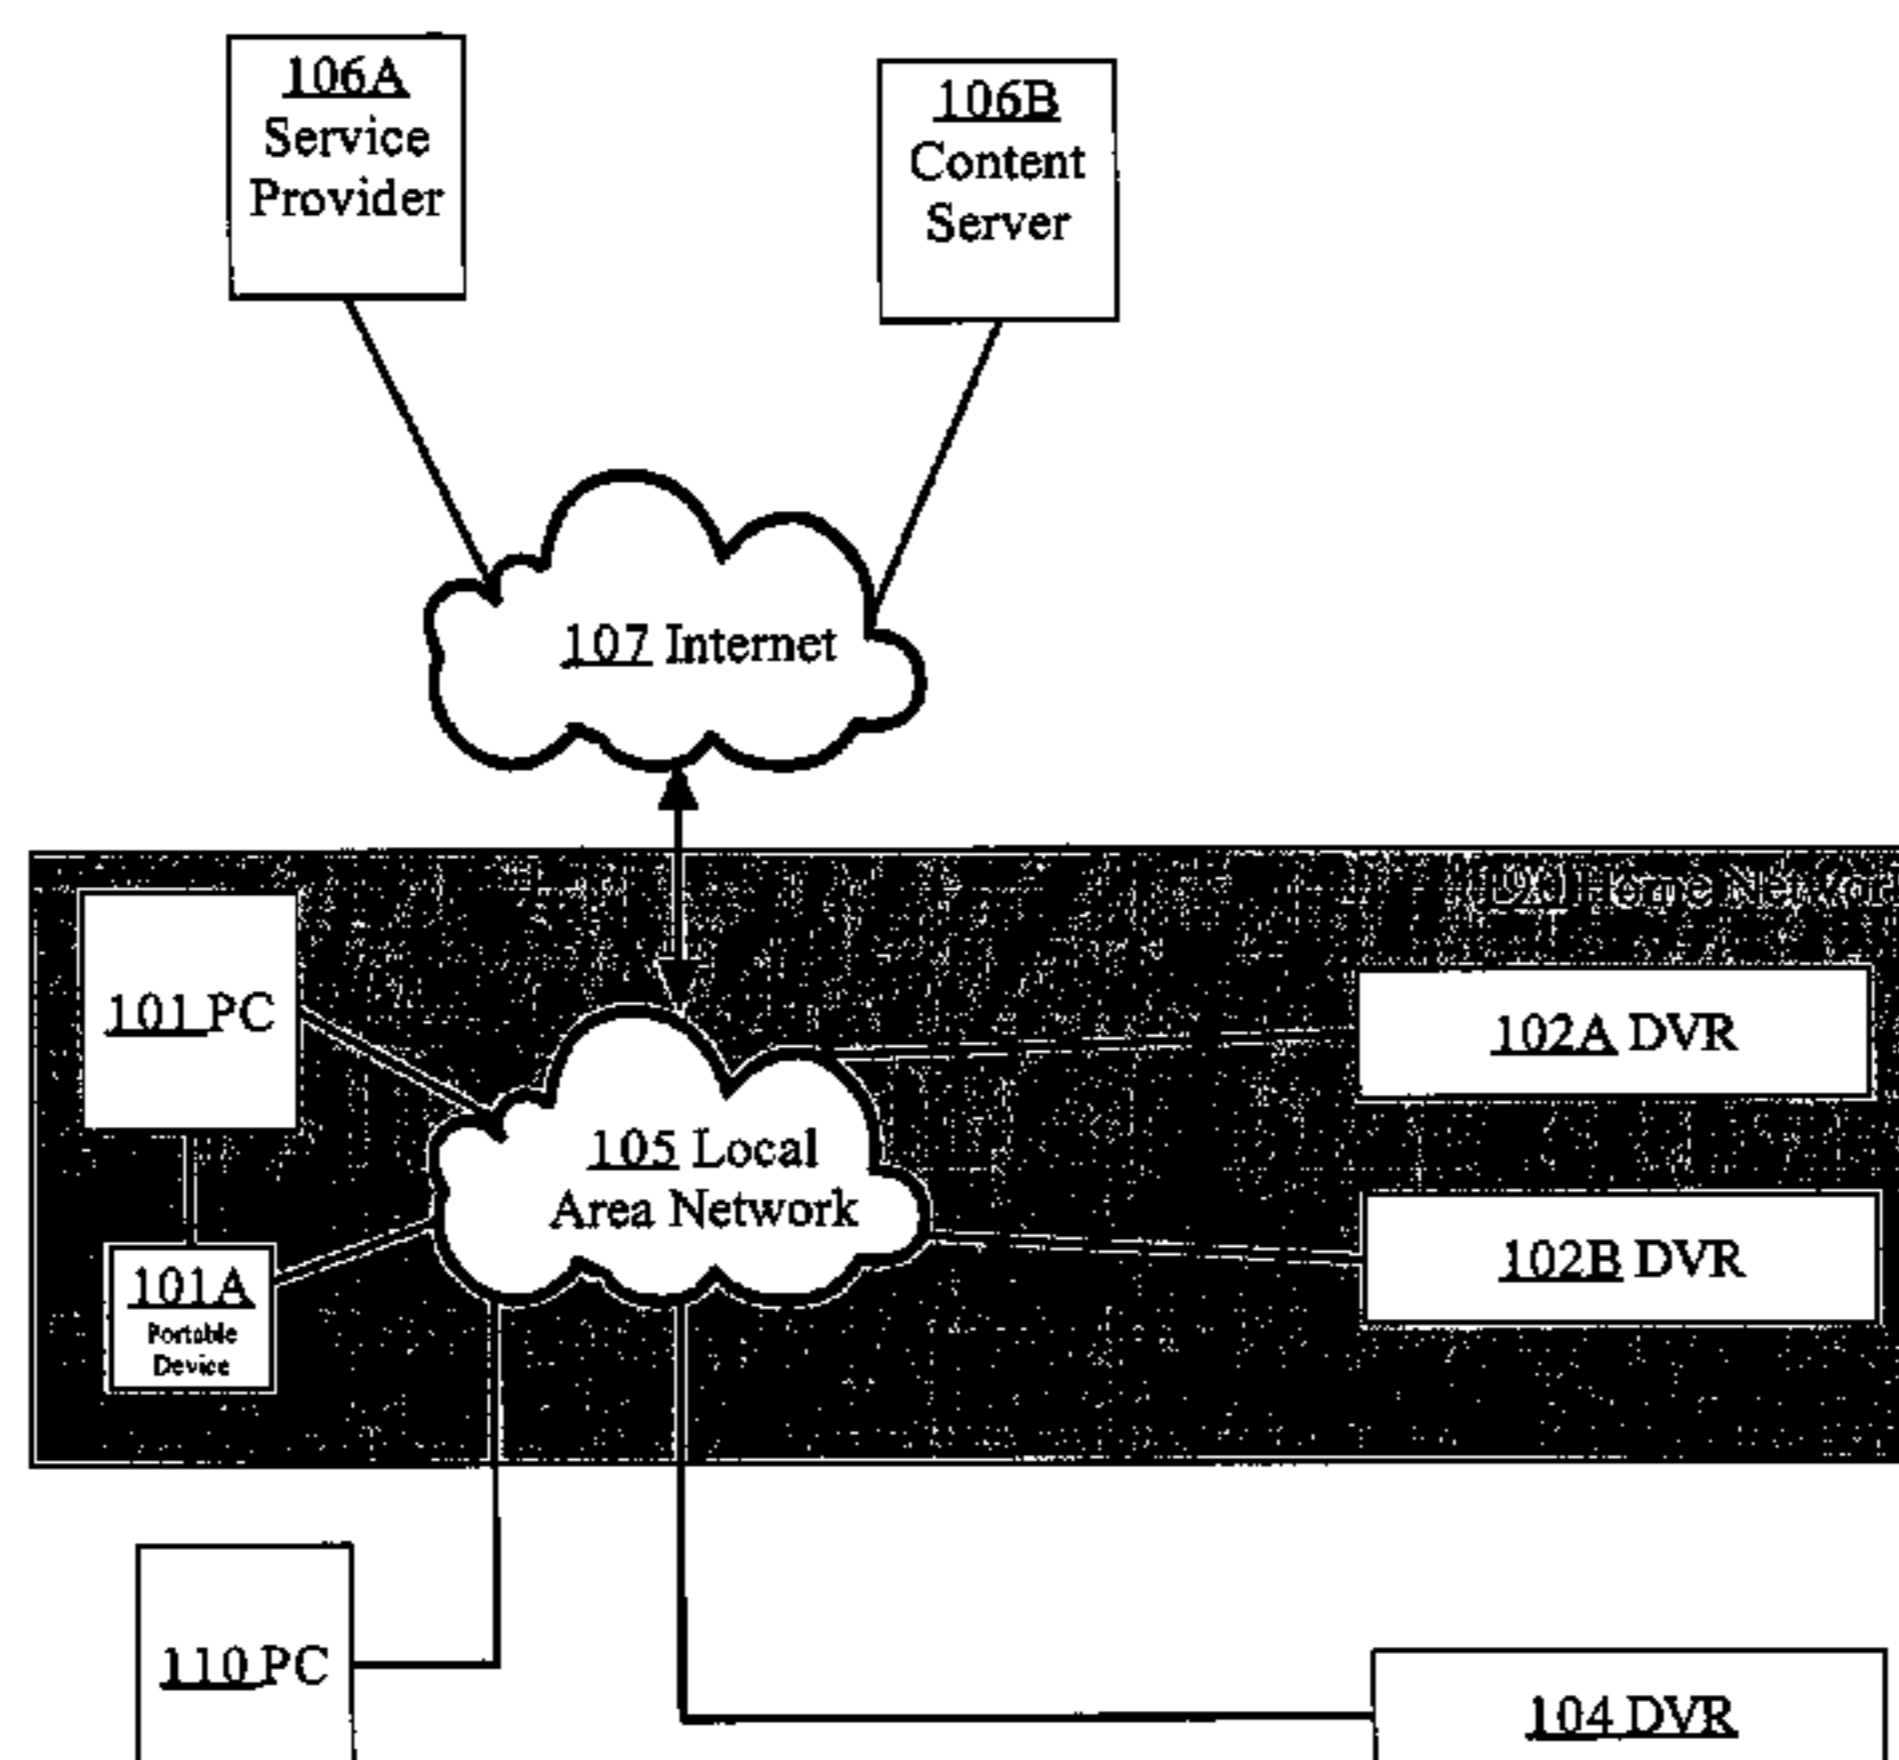 106A
Service
Provider
106B
Content
Server
107 Internet
Home
101 PC
102A DVR
105 Local
Area Network
102B DVR
101A
Portable
Device
110 PC
104 DVR